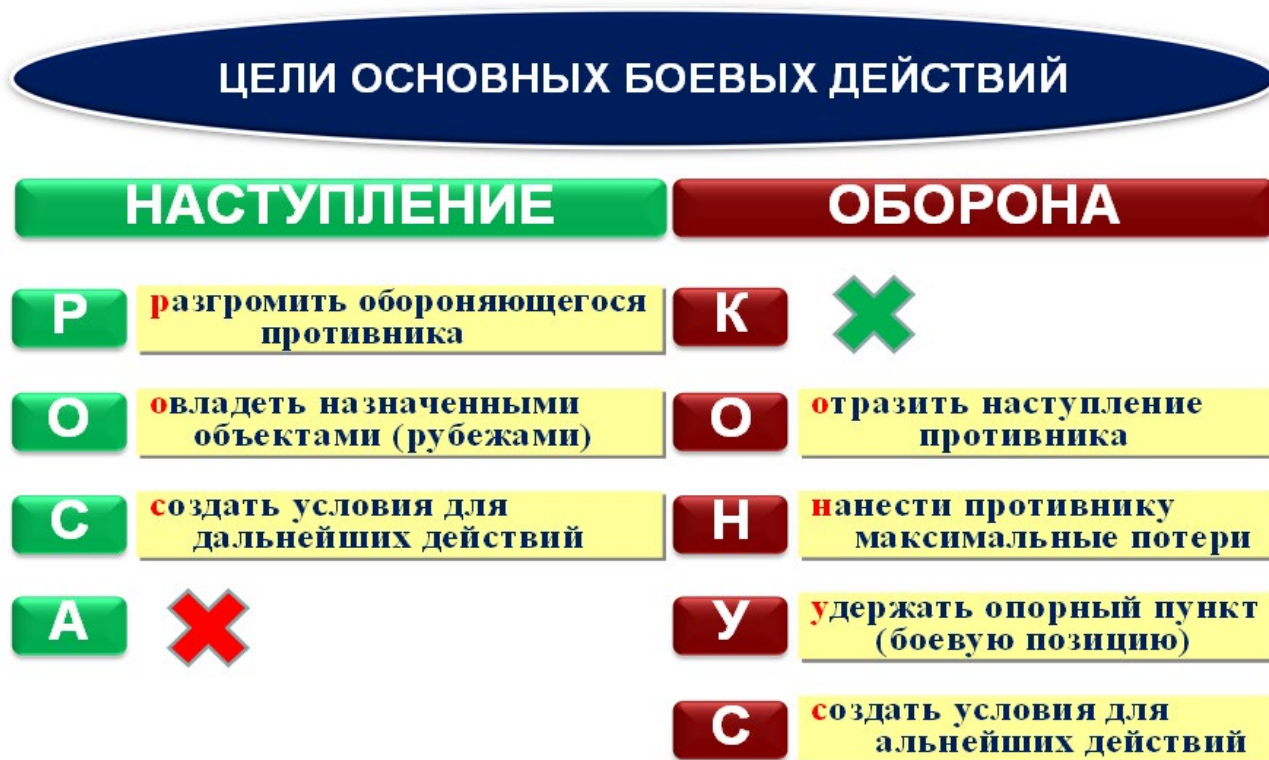 ЦЕЛИ ОСНОВНЫХ БОЕВЫХ ДЕЙСТВИЙ
НАСТУПЛЕНИЕ
Р
разгромить обороняющегося
противника
О
овладеть назначенными
объектами (рубежами)
С
создать условия для
дальнейших действий
А
ОБОРОНА
К
О
отразить наступление
противника
Н
нанести противнику
максимальные потери
У
удержать опорный пункт
(боевую позицию)
С
создать условия для
альнейших действий